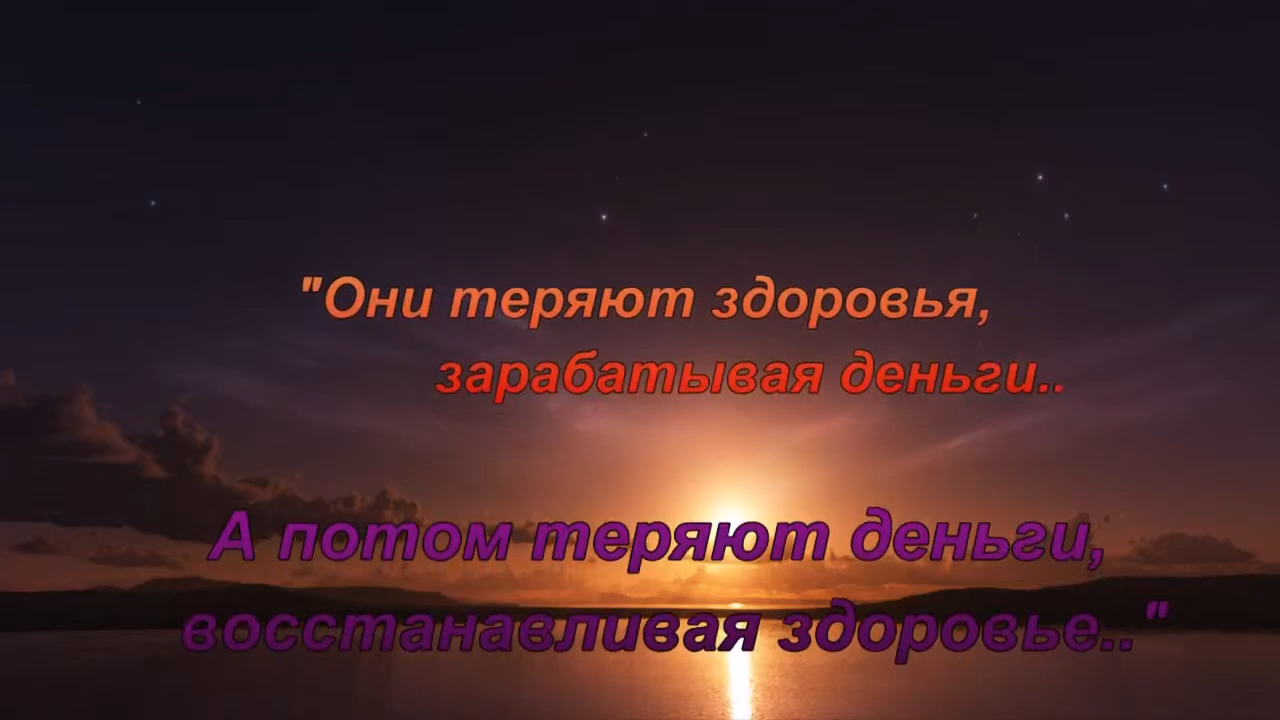 "Они теряют здоровья,
зарабатывая деньги..
А потом теряют деньги,
восстанавливая здоровье.."